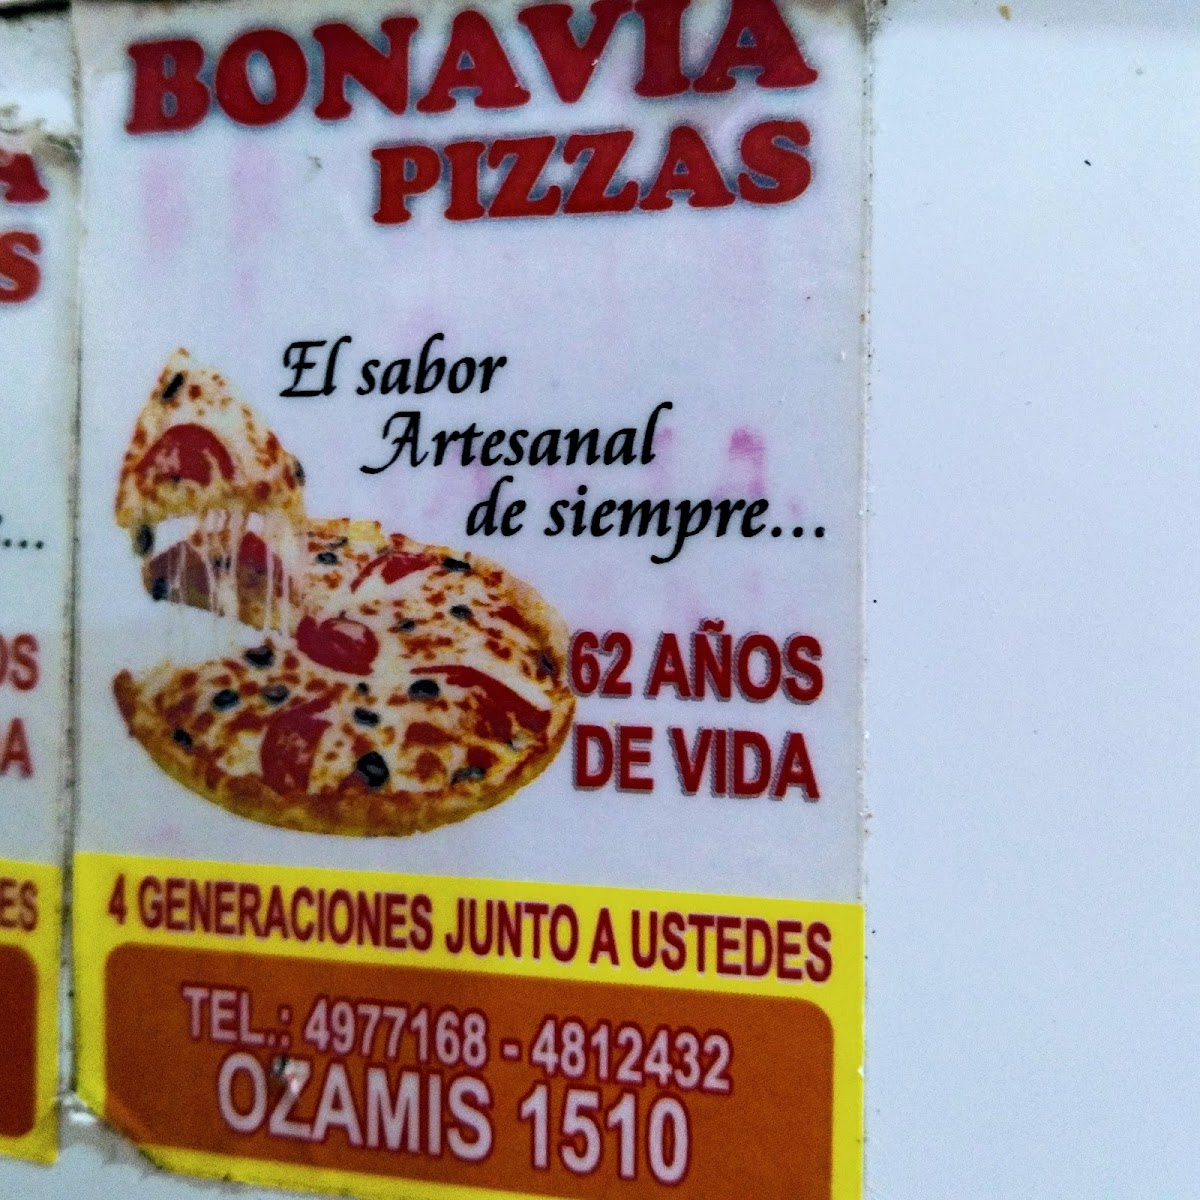 BONAVIA
PIZZAS
El sabor
Artesanal
de siempre...
62 AÑOS
DE VIDA
4 GENERACIONES JUNTO A USTEDES
TEL.: 4977168 - 4812432
OZAMIS 1510